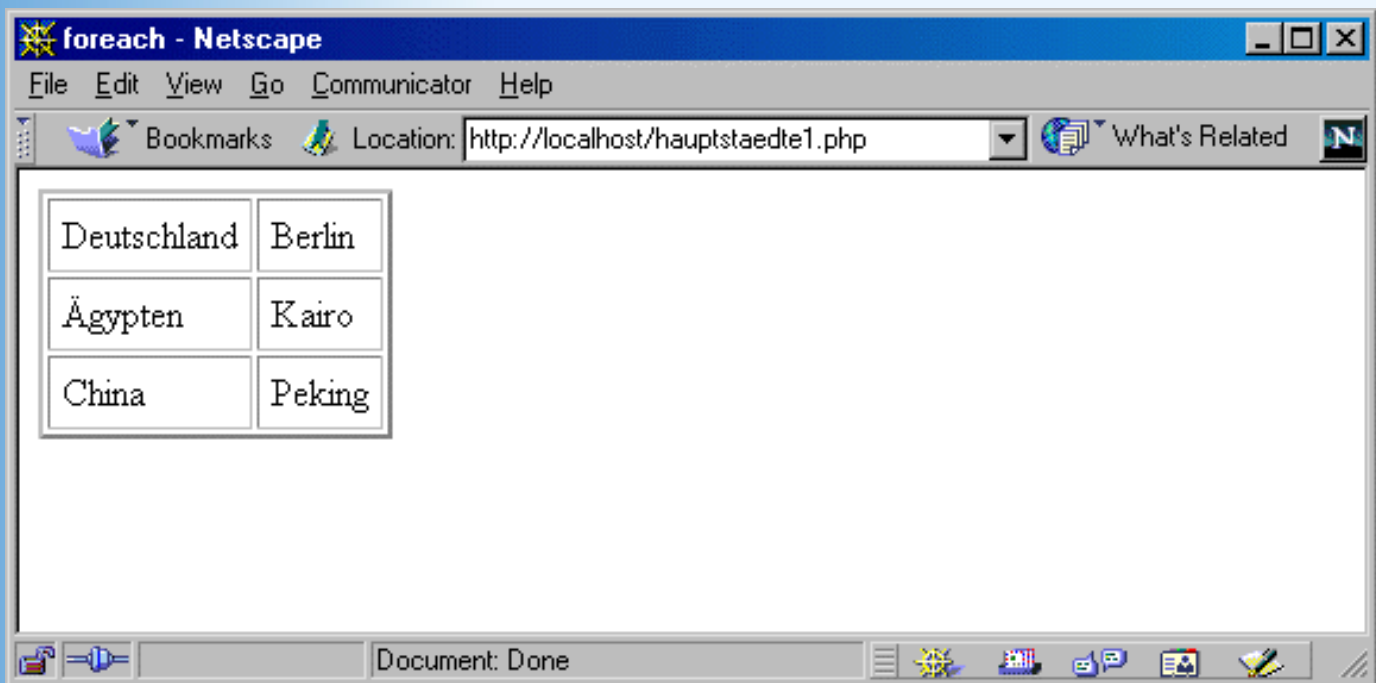 foreach - Netscape
File Edit View Go Communicator Help
Bookmarks Location: http://localhost/hauptstaedte1.php What's Related N
Deutschland Berlin
Ägypten Kairo
China Peking
Document: Done